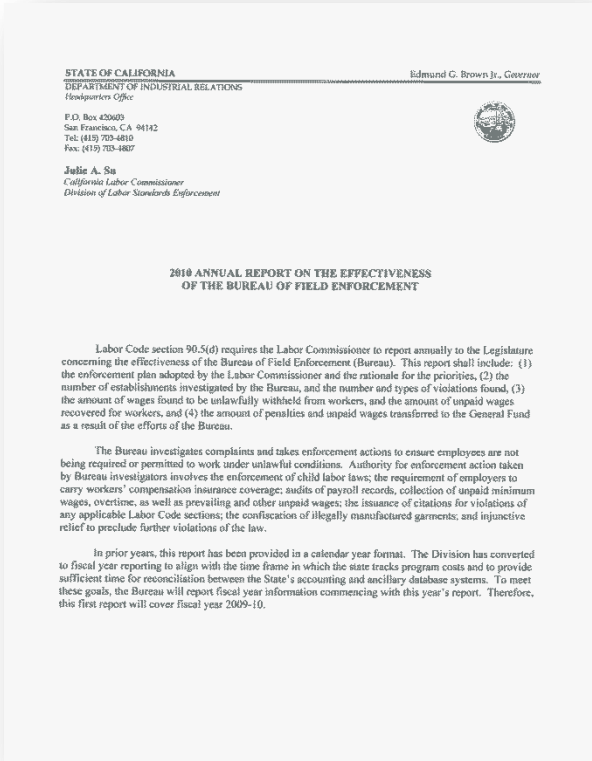 STATE OF CALIFORNIA
Edmund G. Brown Jr., Governor
DEPARTMENT OF INDUSTRIAL RELATIONS
Headquarters Office
P.O. Box 420603
San Francisco, CA 94142
Tel: (415) 703-4810
Fax: (415) 703-4807
Julie A. Su
California Labor Commissioner
Division of Labor Standards Enforcement
2010 ANNUAL REPORT ON THE EFFECTIVENESS
OF THE BUREAU OF FIELD ENFORCEMENT
Labor Code section 90.5(d) requires the Labor Commissioner to report annually to the Legislature
concerning the effectiveness of the Bureau of Field Enforcement (Bureau). This report shall include: (1)
the enforcement plan adopted by the Labor Commissioner and the rationale for the priorities, (2) the
number of establishments investigated by the Bureau, and the number and types of violations found, (3)
the amount of wages found to be unlawfully withheld from workers, and the amount of unpaid wages
recovered for workers, and (4) the amount of penalties and unpaid wages transferred to the General Fund
as a result of the efforts of the Bureau.
The Bureau investigates complaints and takes enforcement actions to ensure employees are not
being required or permitted to work under unlawful conditions. Authority for enforcement action taken
by Bureau investigators involves the enforcement of child labor laws; the requirement of employers to
carry workers' compensation insurance coverage; audits of payroll records, collection of unpaid minimum
wages, overtime, as well as prevailing and other unpaid wages; the issuance of citations for violations of
any applicable Labor Code sections; the confiscation of illegally manufactured garments; and injunctive
relief to preclude further violations of the law.
In prior years, this report has been provided in a calendar year format. The Division has converted
to fiscal year reporting to align with the time frame in which the state tracks program costs and to provide
sufficient time for reconciliation between the State's accounting and ancillary database systems. To meet
these goals, the Bureau will report fiscal year information commencing with this year's report. Therefore,
this first report will cover fiscal year 2009-10.